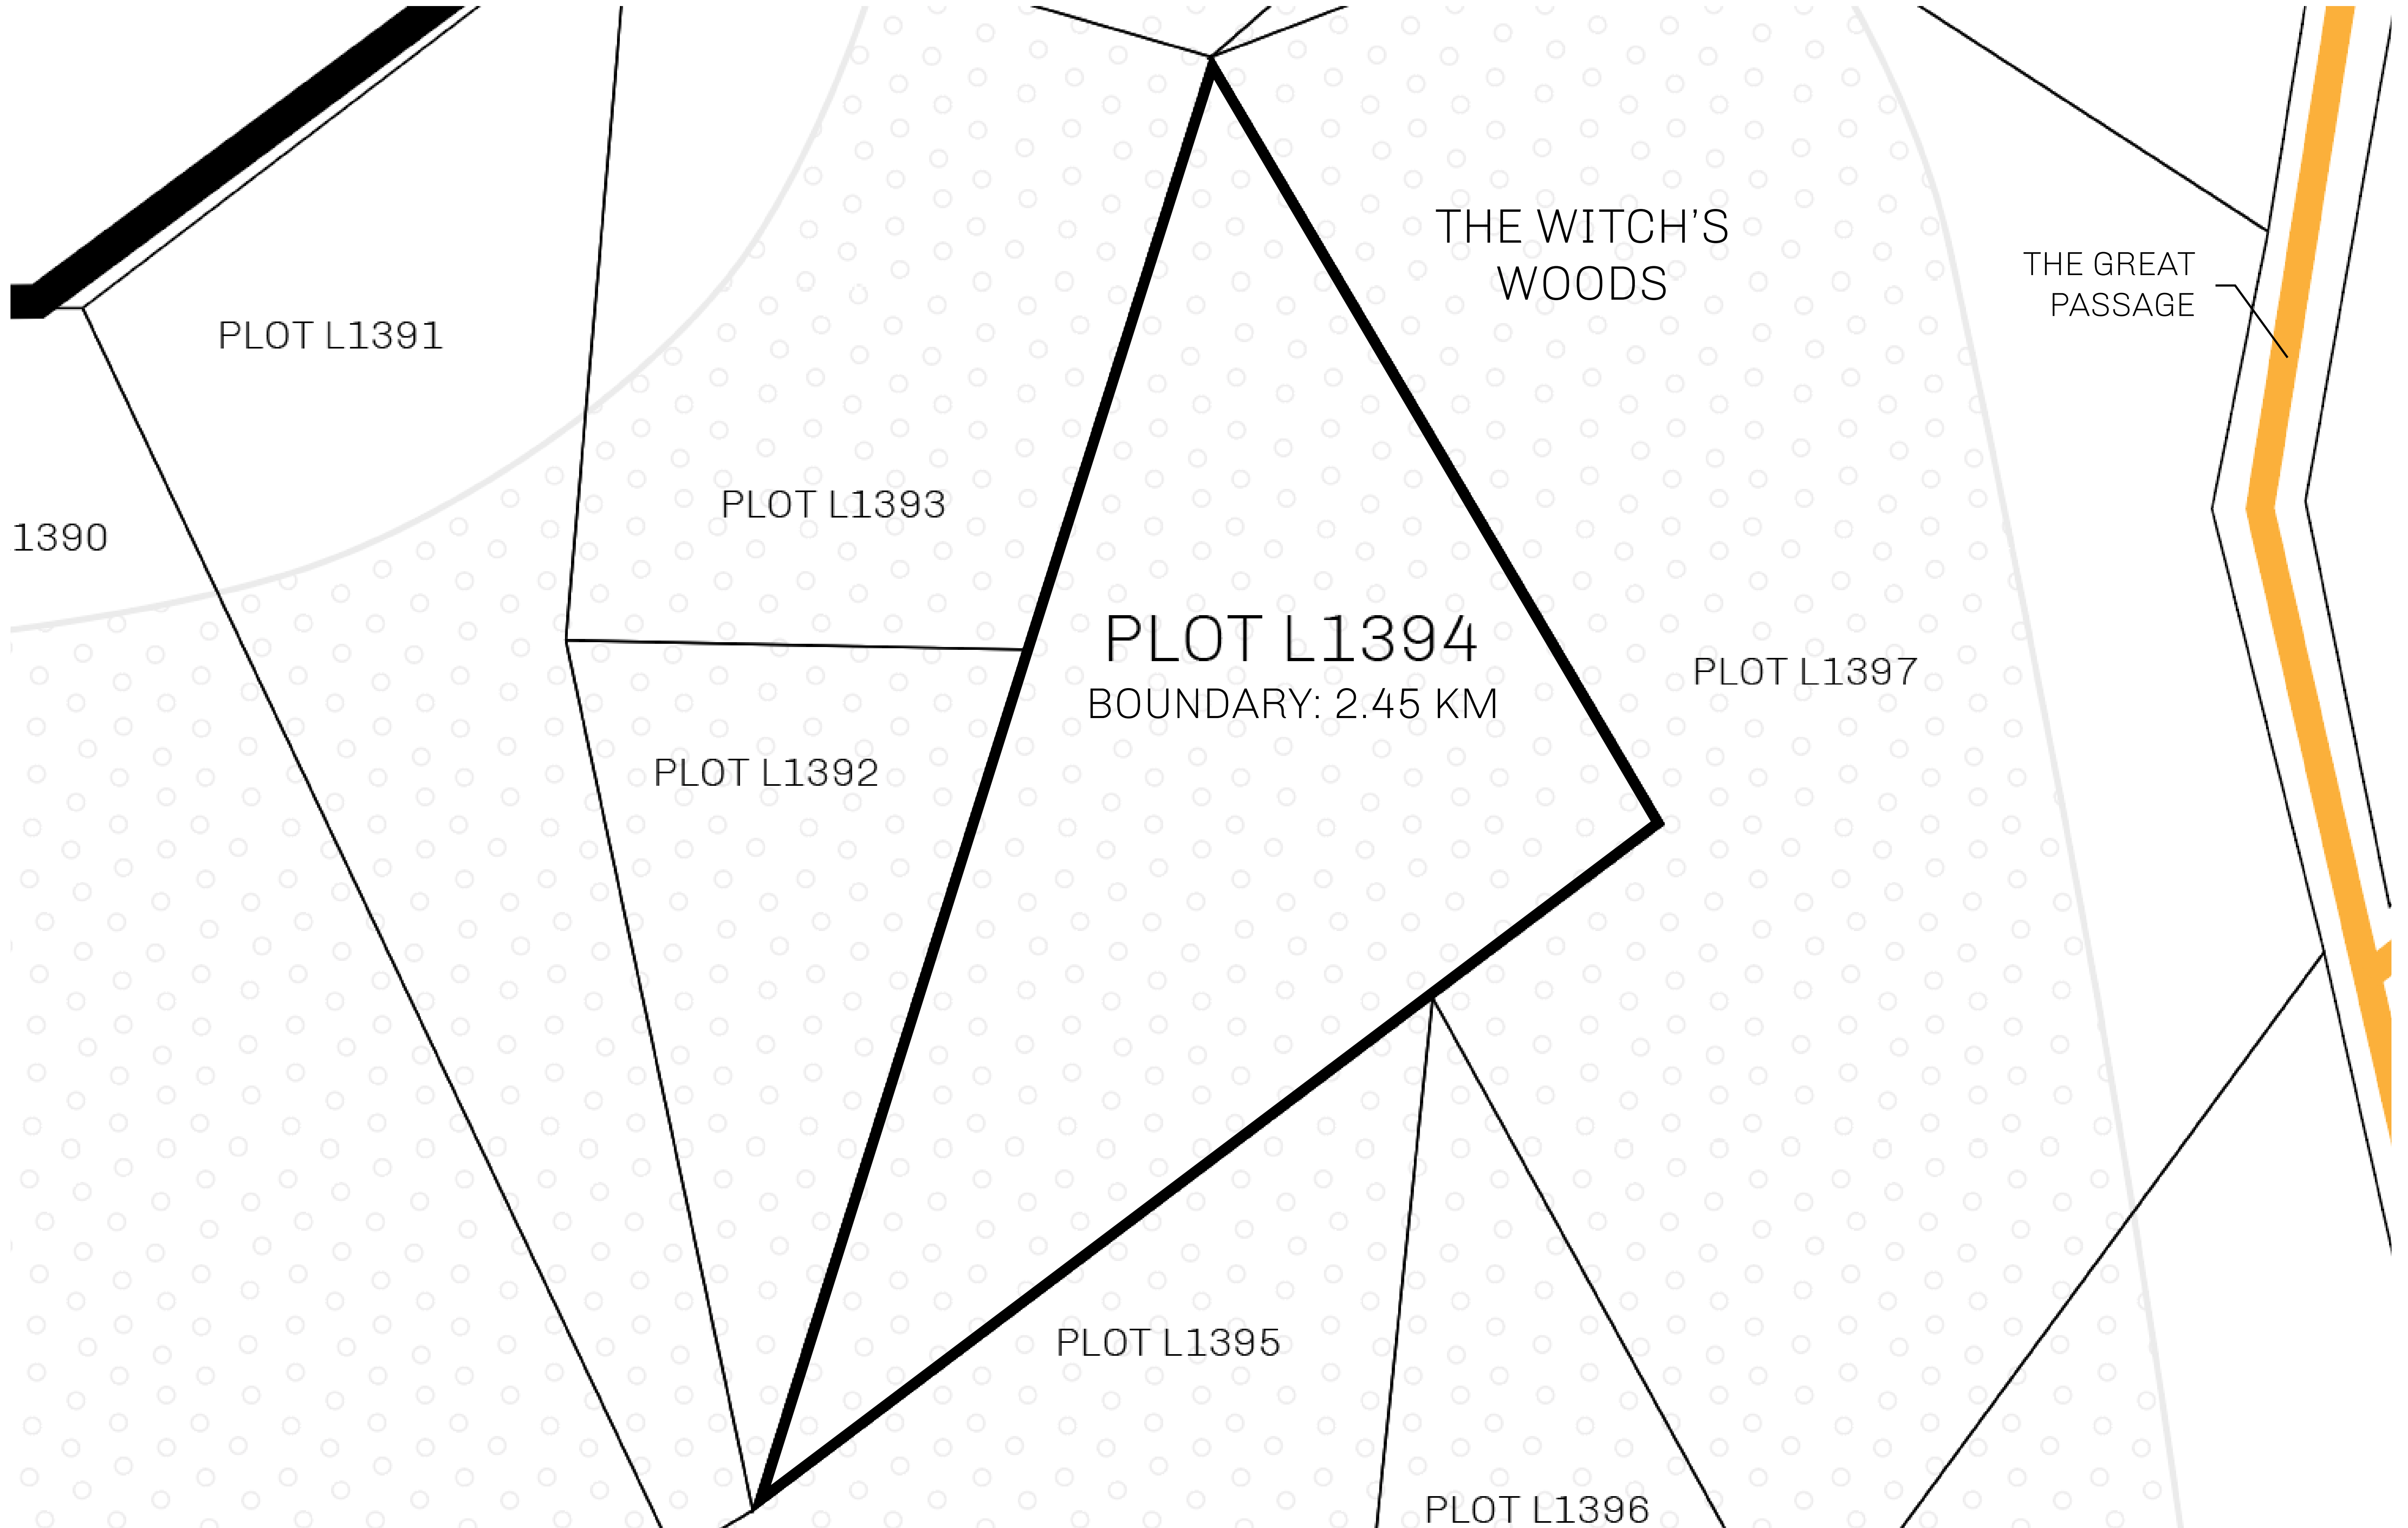 THE WITCH'S
WOODS
THE GREAT
PASSAGE
PLOT L1391
PLOT L1393
1390
PLOT L1394
BOUNDARY: 2.45 KM
PLOT L1397
PLOT L1392
PLOT L1395
PLOT L1396